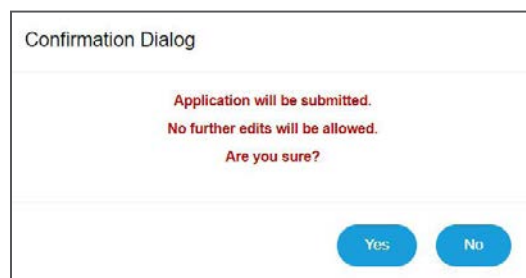 Confirmation Dialog
Application will be submitted.
No further edits will be allowed.
Are you sure?
Yes No